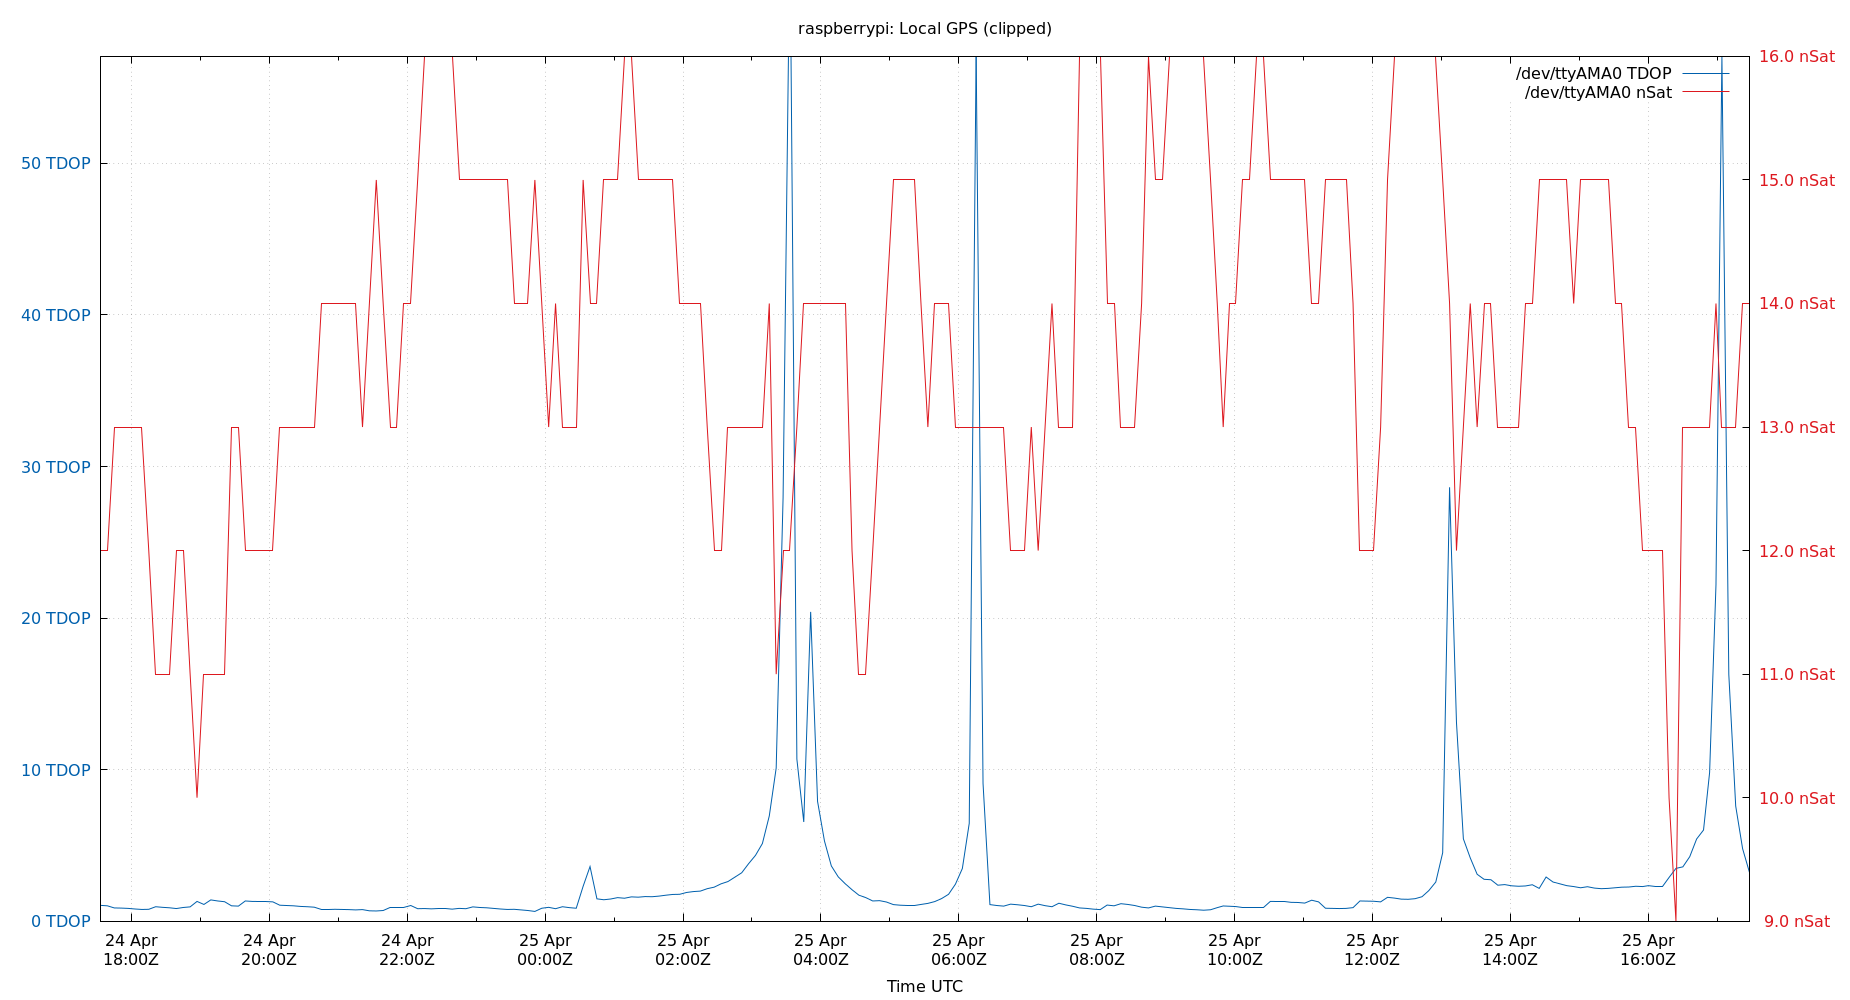 raspberrypi: Local GPS (clipped)
16.0 nSat
/dev/ttyAMA0 TDOP
/dev/ttyAMA0 nSat
50 TDOP
15.0 nSat
40 TDOP
14.0 nSat
13.0 nSat
30 TDOP
12.0 nSat
20 TDOP
11.0 nSat
10 TDOP
10.0 nSat
0 TDOP
9.0 nSat
24 Apr 24 Apr 24 Apr 25 Apr 25 Apr 25 Apr 25 Apr 25 Apr 25 Apr 25 Apr 25 Apr 25 Apr
18:00Z 20:00Z 22:00Z 00:00Z 02:00Z 04:00Z 06:00Z 08:00Z 10:00Z 12:00Z 14:00Z 16:00Z
Time UTC